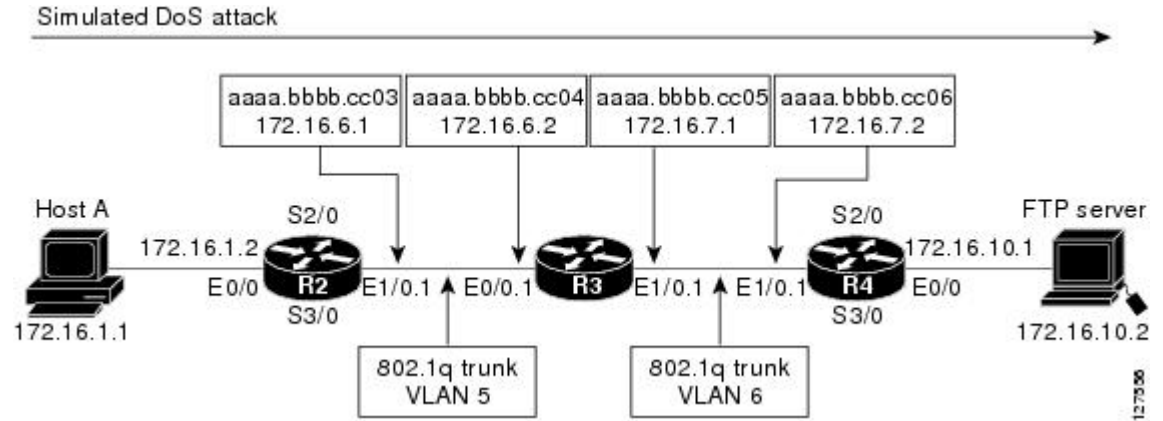 Simulated DoS attack
aaaa.bbbb.cc03
172.16.6.1
aaaa.bbbb.cc04
172.16.6.2
aaaa.bbbb.cc05
172.16.7.1
aaaa.bbbb.cc06
172.16.7.2
Host A
172.16.1.1
172.16.1.2
E0/0
S2/0
R2
S3/0
E1/0.1
E0/0.1
R3
E1/0.1
E1/0.1
S2/0
R4
S3/0
172.16.10.1
E0/0
FTP server
172.16.10.2
802.1q trunk
VLAN 5
802.1q trunk
VLAN 6
127556